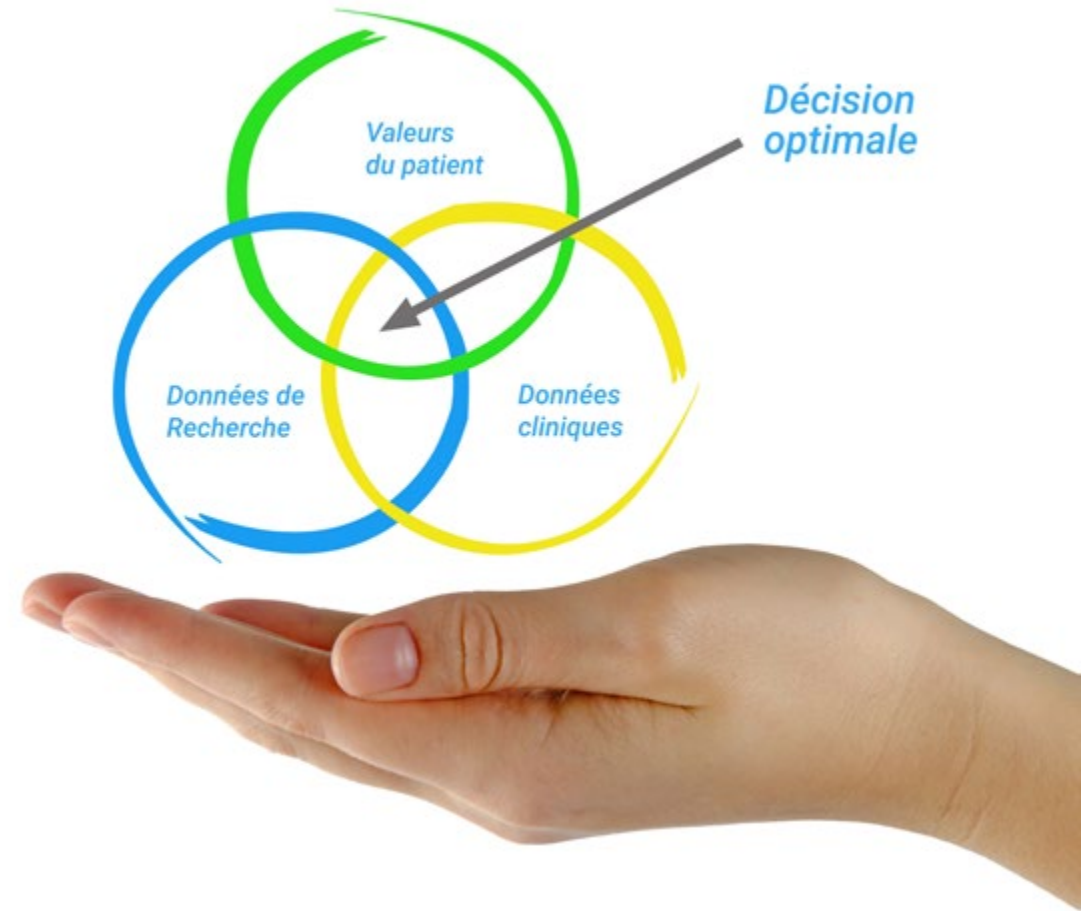 Valeurs
du patient
Décision
optimale
Données de
Recherche
Données
cliniques